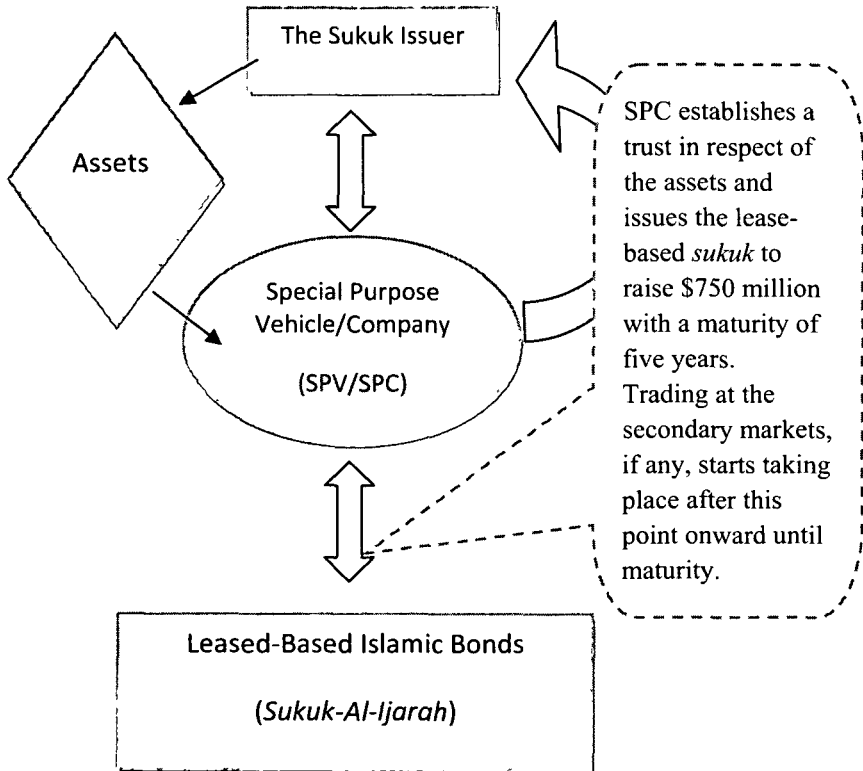 The Sukuk Issuer
Assets
Special Purpose
Vehicle/Company
(SPV/SPC)
SPC establishes a
trust in respect of
the assets and
issues the lease-
based sukuk to
raise $750 million
with a maturity of
five years.
Trading at the
secondary markets,
if any, starts taking
place after this
point onward until
maturity.
Leased-Based Islamic Bonds
(Sukuk-Al-Ijarah)